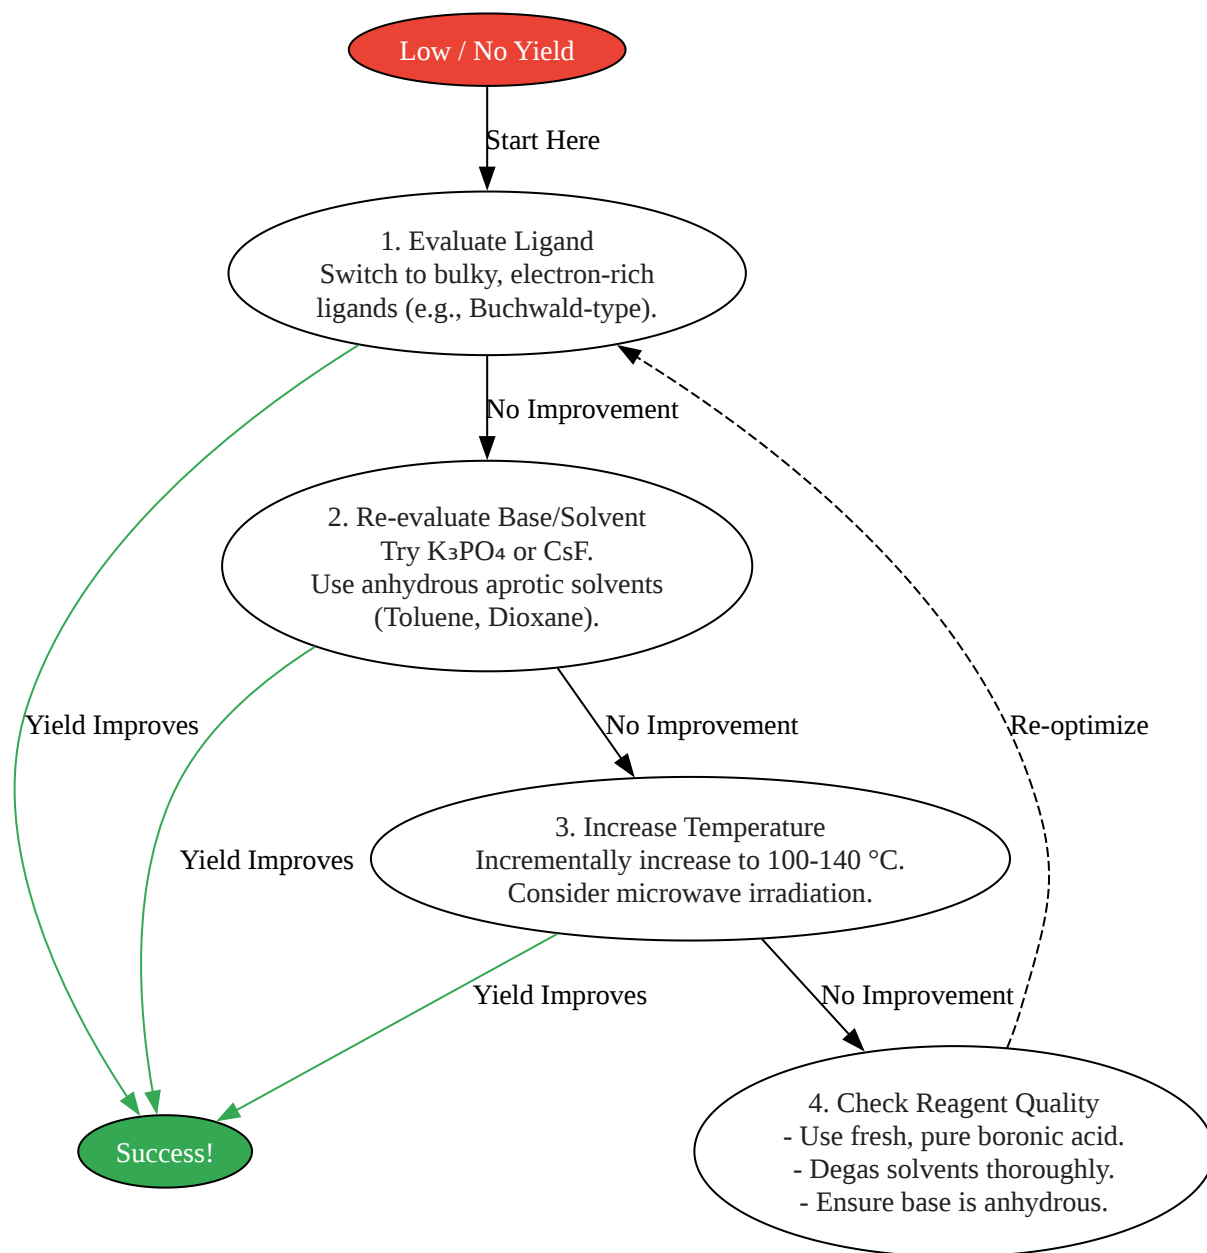 Low / No Yield
Start Here
1. Evaluate Ligand
Switch to bulky, electron-rich
ligands (e.g., Buchwald-type).
No Improvement
2. Re-evaluate Base/Solvent
Try K₃PO₄ or CsF.
Use anhydrous aprotic solvents
(Toluene, Dioxane).
Yield Improves
No Improvement
Re-optimize
3. Increase Temperature
Incrementally increase to 100-140 °C.
Consider microwave irradiation.
Yield Improves
Yield Improves
No Improvement
4. Check Reagent Quality
- Use fresh, pure boronic acid.
- Degas solvents thoroughly.
- Ensure base is anhydrous.
Success!